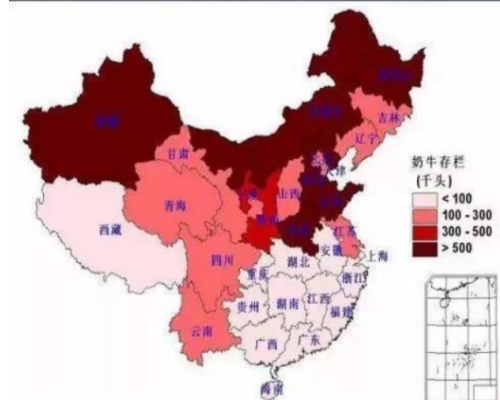 吉林
辽宁
甘肃
天津
山西
青海
奶牛存栏
(千头)
< 100
100 - 300
300 - 500
> 500
西藏
四川
江苏
安徽
上海
湖北
重庆
浙江
贵州
湖南
江西
福建
云南
广西
广东
海南